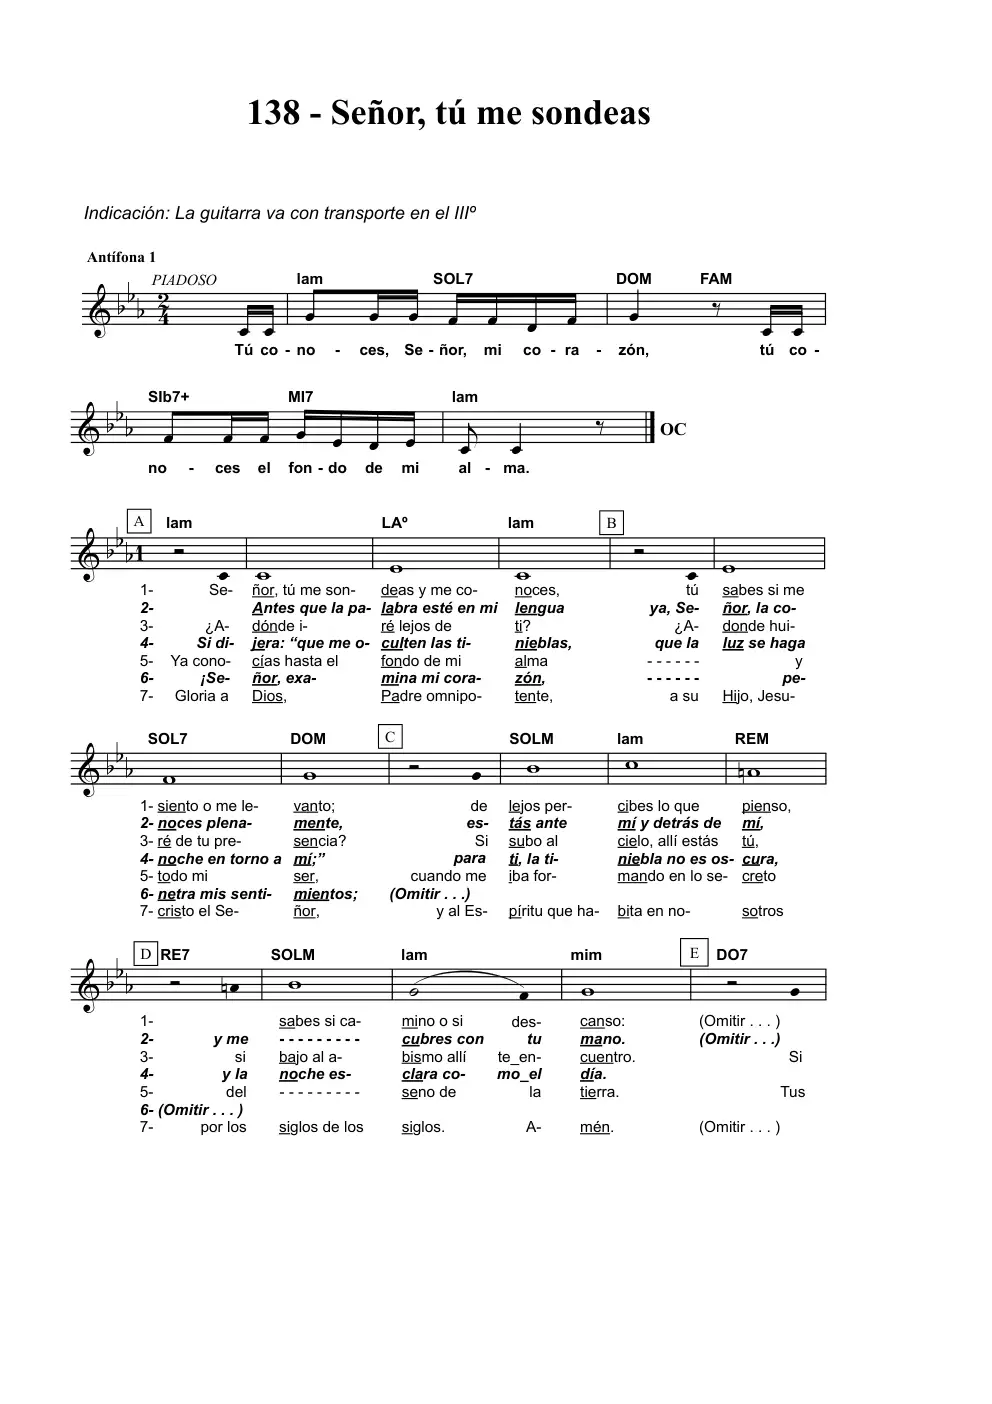 138 - Señor, tú me sondeas
Indicación: La guitarra va con transporte en el IIIº
Antífona 1
PIADOSO lam SOL7 DOM FAM
2
4
Tú co - no - ces, Se - ñor, mi co - ra - zón, tú co -
SIb7+ MI7 lam
OC
no - ces el fon - do de mi al - ma.
A lam LAº lam B
1
1- Se- ñor, tú me son- deas y me co- noces, tú sabes si me
2- Antes que la pa- labra esté en mi lengua ya, Se- ñor, la co-
3- ¿A- dónde i- ré lejos de ti? ¿A- donde hui-
4- Si di- jera: “que me o- culten las ti- nieblas, que la luz se haga
5- Ya cono- cías hasta el fondo de mi alma - - - - - - y
6- ¡Se- ñor, exa- mina mi cora- zón, - - - - - - pe-
7- Gloria a Dios, Padre omnipo- tente, a su Hijo, Jesu-
SOL7 DOM C SOLM lam REM
1- siento o me le- vanto; de lejos per- cibes lo que pienso,
2- noces plena- mente, es- tás ante mí y detrás de mí,
3- ré de tu pre- sencia? Si subo al cielo, allí estás tú,
4- noche en torno a mí;” para ti, la ti- niebla no es os- cura,
5- todo mi ser, cuando me iba for- mando en lo se- creto
6- netra mis senti- mientos; (Omitir . . .)
7- cristo el Se- ñor, y al Es- píritu que ha- bita en no- sotros
D RE7 SOLM lam mim E DO7
1- sabes si ca- mino o si des- canso: (Omitir . . . )
2- y me - - - - - - - - - cubres con tu mano. (Omitir . . .)
3- si bajo al a- bismo allí te_en- cuentro. Si
4- y la noche es- clara co- mo_el día.
5- del - - - - - - - - - seno de la tierra. Tus
6- (Omitir . . . )
7- por los siglos de los siglos. A- mén. (Omitir . . . )